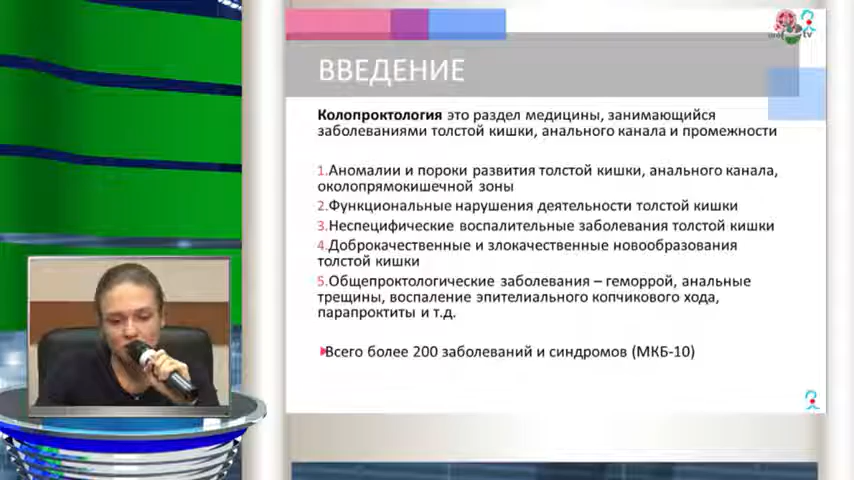 ВВЕДЕНИЕ
Колопроктология это раздел медицины, занимающийся
заболеваниями толстой кишки, анального канала и промежности
1.Аномалии и пороки развития толстой кишки, анального канала,
околопрямокишечной зоны
2.Функциональные нарушения деятельности толстой кишки
3.Неспецифические воспалительные заболевания толстой кишки
4.Доброкачественные и злокачественные новообразования
толстой кишки
5.Общепроктологические заболевания – геморрой, анальные
трещины, воспаление эпителиального копчикового хода,
парапроктиты и т.д.
Всего более 200 заболеваний и синдромов (МКБ-10)